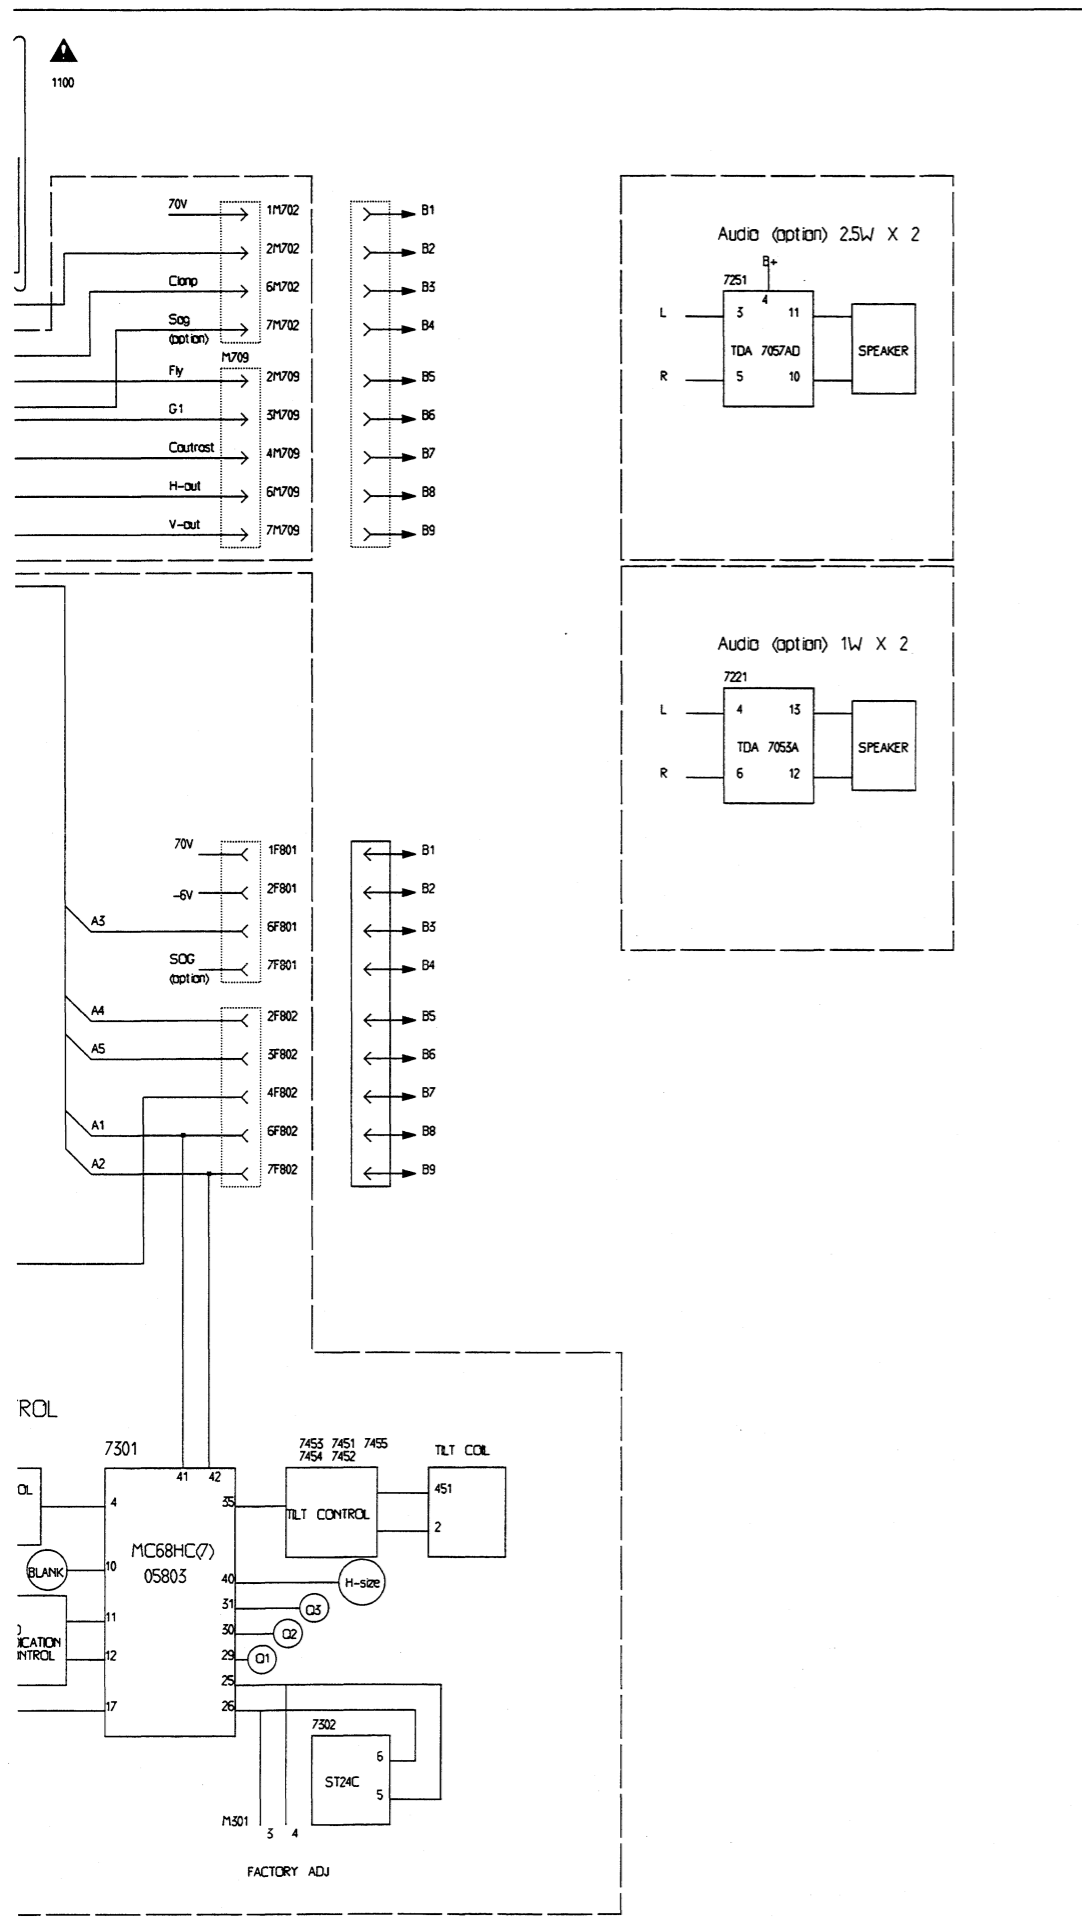 1100
70V 1M702 B1
2M702 B2
Clanp 6M702 B3
Sog 7M702 B4
(option)
M709
Fly 2M709 B5
G1 3M709 B6
Coutrast 4M709 B7
H-out 6M709 B8
V-out 7M709 B9
Audio (option) 2.5W X 2
B+
7251
4
L 3 11
TDA 7057AD SPEAKER
R 5 10
Audio (option) 1W X 2
7221
L 4 13
TDA 7053A SPEAKER
R 6 12
70V 1F801 B1
-6V 2F801 B2
A3 6F801 B3
SOG 7F801 B4
(option)
A4 2F802 B5
A5 3F802 B6
4F802 B7
A1 6F802 B8
A2 7F802 B9
ROL
7301
41 42
OL
4
BLANK 10
MC68HC(7)
05803
11
ICATION
NTROL 12
17
35
40 H-size
31 Q3
30 Q2
29 Q1
25
26
7453 7451 7455
7454 7452
TILT CONTROL
TILT COIL
451
2
7302
ST24C
6
5
M301
3 4
FACTORY ADJ